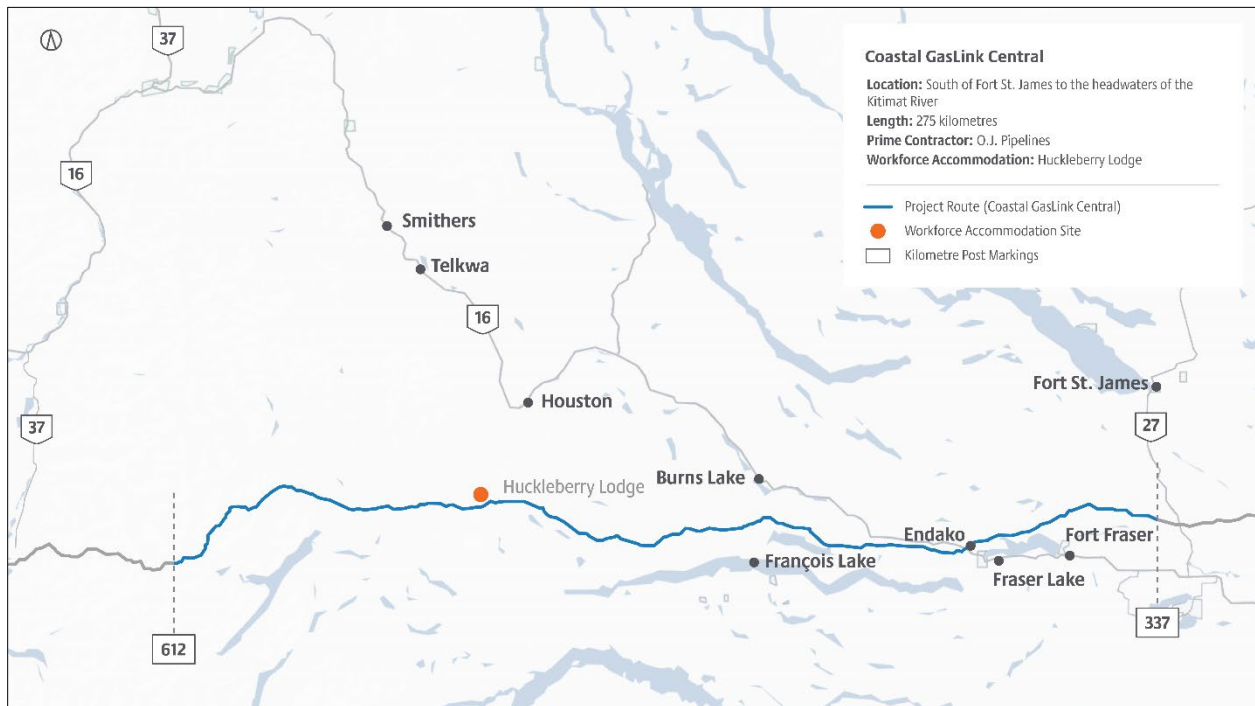 37
16
Coastal GasLink Central
Location: South of Fort St. James to the headwaters of the
Kitimat River
Length: 275 kilometres
Prime Contractor: O.J. Pipelines
Workforce Accommodation: Huckleberry Lodge
Project Route (Coastal GasLink Central)
Workforce Accommodation Site
Kilometre Post Markings
Smithers
Telkwa
16
Houston
Fort St. James
37
27
Burns Lake
Huckleberry Lodge
Endako
Fort Fraser
François Lake
Fraser Lake
612
337